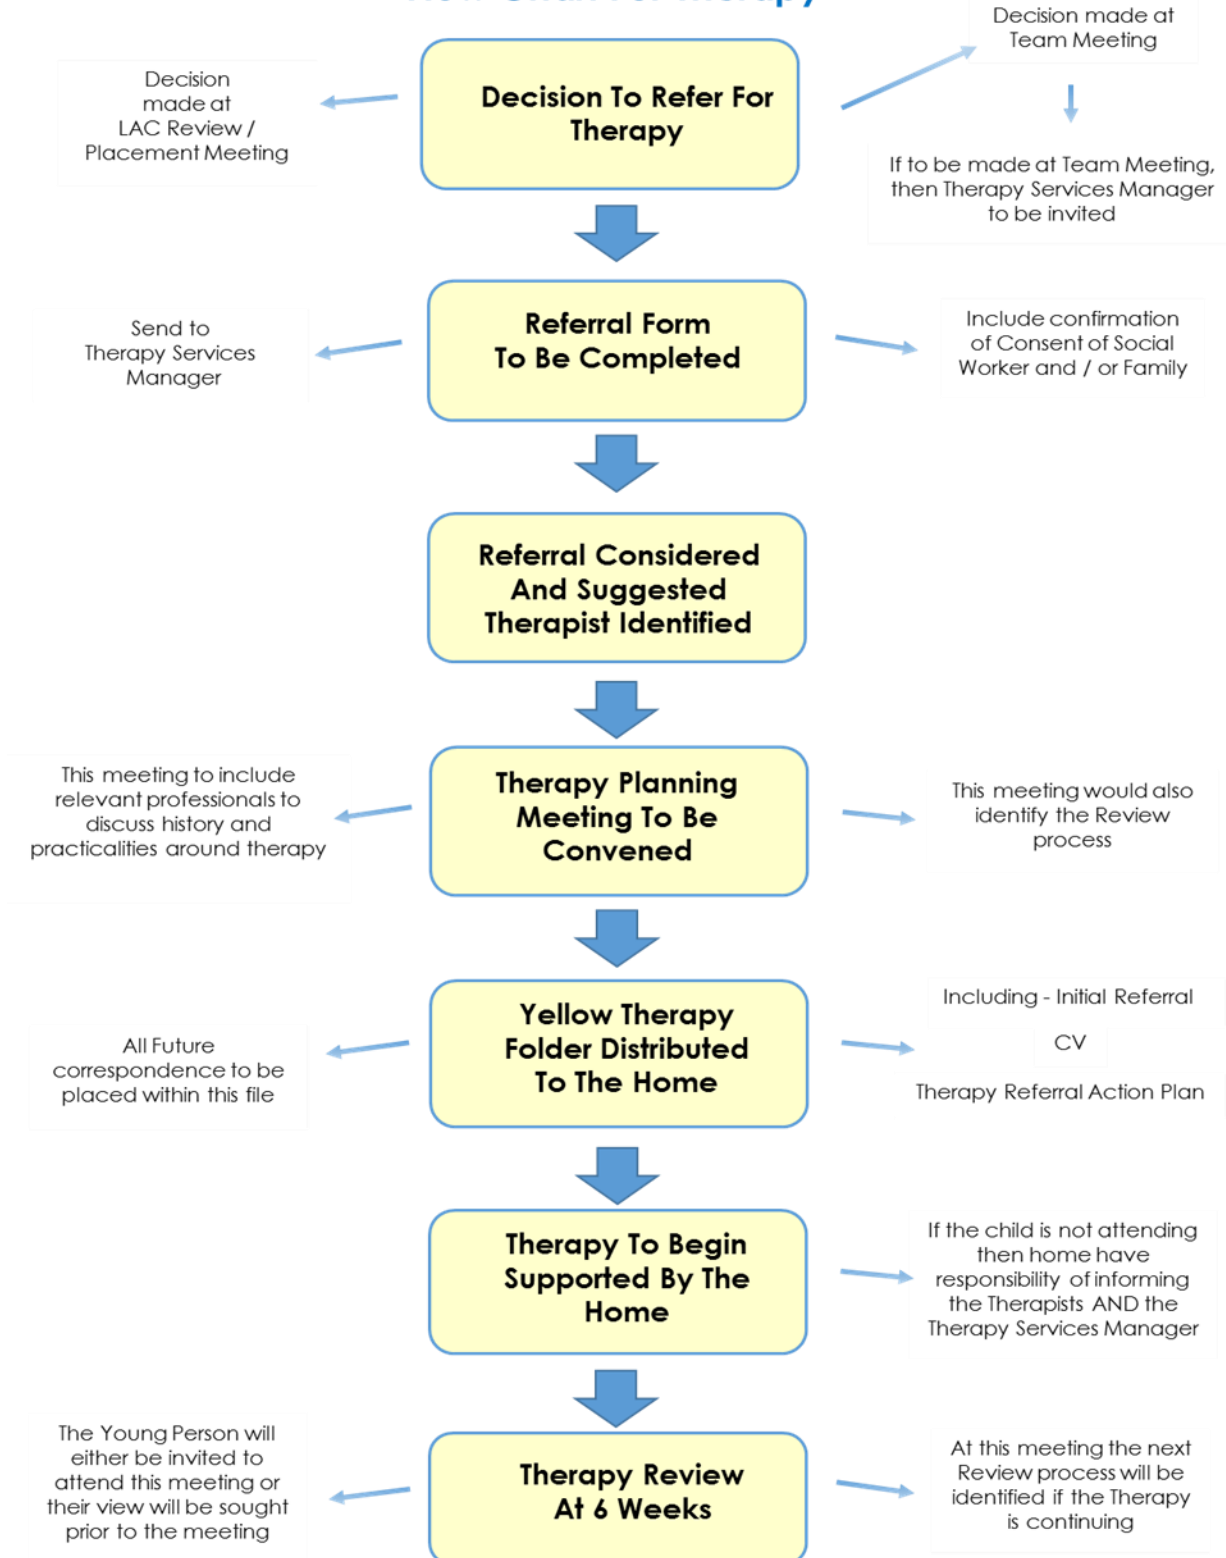 Decision To Refer For
Therapy
Decision
made at
LAC Review /
Placement Meeting
Decision made at
Team Meeting
If to be made at Team Meeting,
then Therapy Services Manager
to be invited
Referral Form
To Be Completed
Send to
Therapy Services
Manager
Include confirmation
of Consent of Social
Worker and / or Family
Referral Considered
And Suggested
Therapist Identified
Therapy Planning
Meeting To Be
Convened
This meeting to include
relevant professionals to
discuss history and
practicalities around therapy
This meeting would also
identify the Review
process
Yellow Therapy
Folder Distributed
To The Home
All Future
correspondence to be
placed within this file
Including - Initial Referral
CV
Therapy Referral Action Plan
Therapy To Begin
Supported By The
Home
If the child is not attending
then home have
responsibility of informing
the Therapists AND the
Therapy Services Manager
Therapy Review
At 6 Weeks
The Young Person will
either be invited to
attend this meeting or
their view will be sought
prior to the meeting
At this meeting the next
Review process will be
identified if the Therapy
is continuing